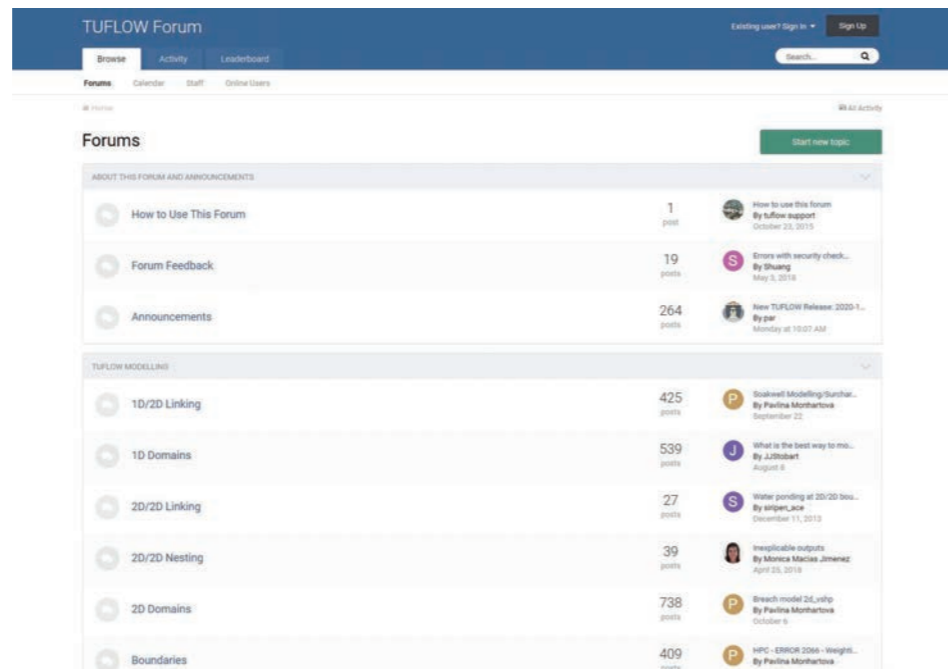 TUFLOW Forum
Existing user? Sign In
Sign Up
Browse
Activity
Leaderboard
Search...
Forums
Calendar
Staff
Online Users
Home
All Activity
Forums
Start new topic
ABOUT THIS FORUM AND ANNOUNCEMENTS
How to Use This Forum
1
post
How to use this forum
By tuflow support
October 23, 2015
Forum Feedback
19
posts
S
Errors with security check...
By Shuang
May 3, 2018
Announcements
264
posts
New TUFLOW Release: 2020-1...
By par
Monday at 10:07 AM
TUFLOW MODELLING
1D/2D Linking
425
posts
P
Soakwell Modelling/Surchar...
By Pavlina Monhartova
September 22
1D Domains
539
posts
J
What is the best way to mo...
By JJStobart
August 6
2D/2D Linking
27
posts
S
Water ponding at 2D/2D bou...
By siripen_ace
December 11, 2013
2D/2D Nesting
39
posts
Inexplicable outputs
By Monica Macias Jimenez
April 25, 2018
2D Domains
738
posts
P
Breach model 2d_vshp
By Pavlina Monhartova
October 6
Boundaries
409
posts
P
HPC - ERROR 2066 - Weighti...
By Pavlina Monhartova